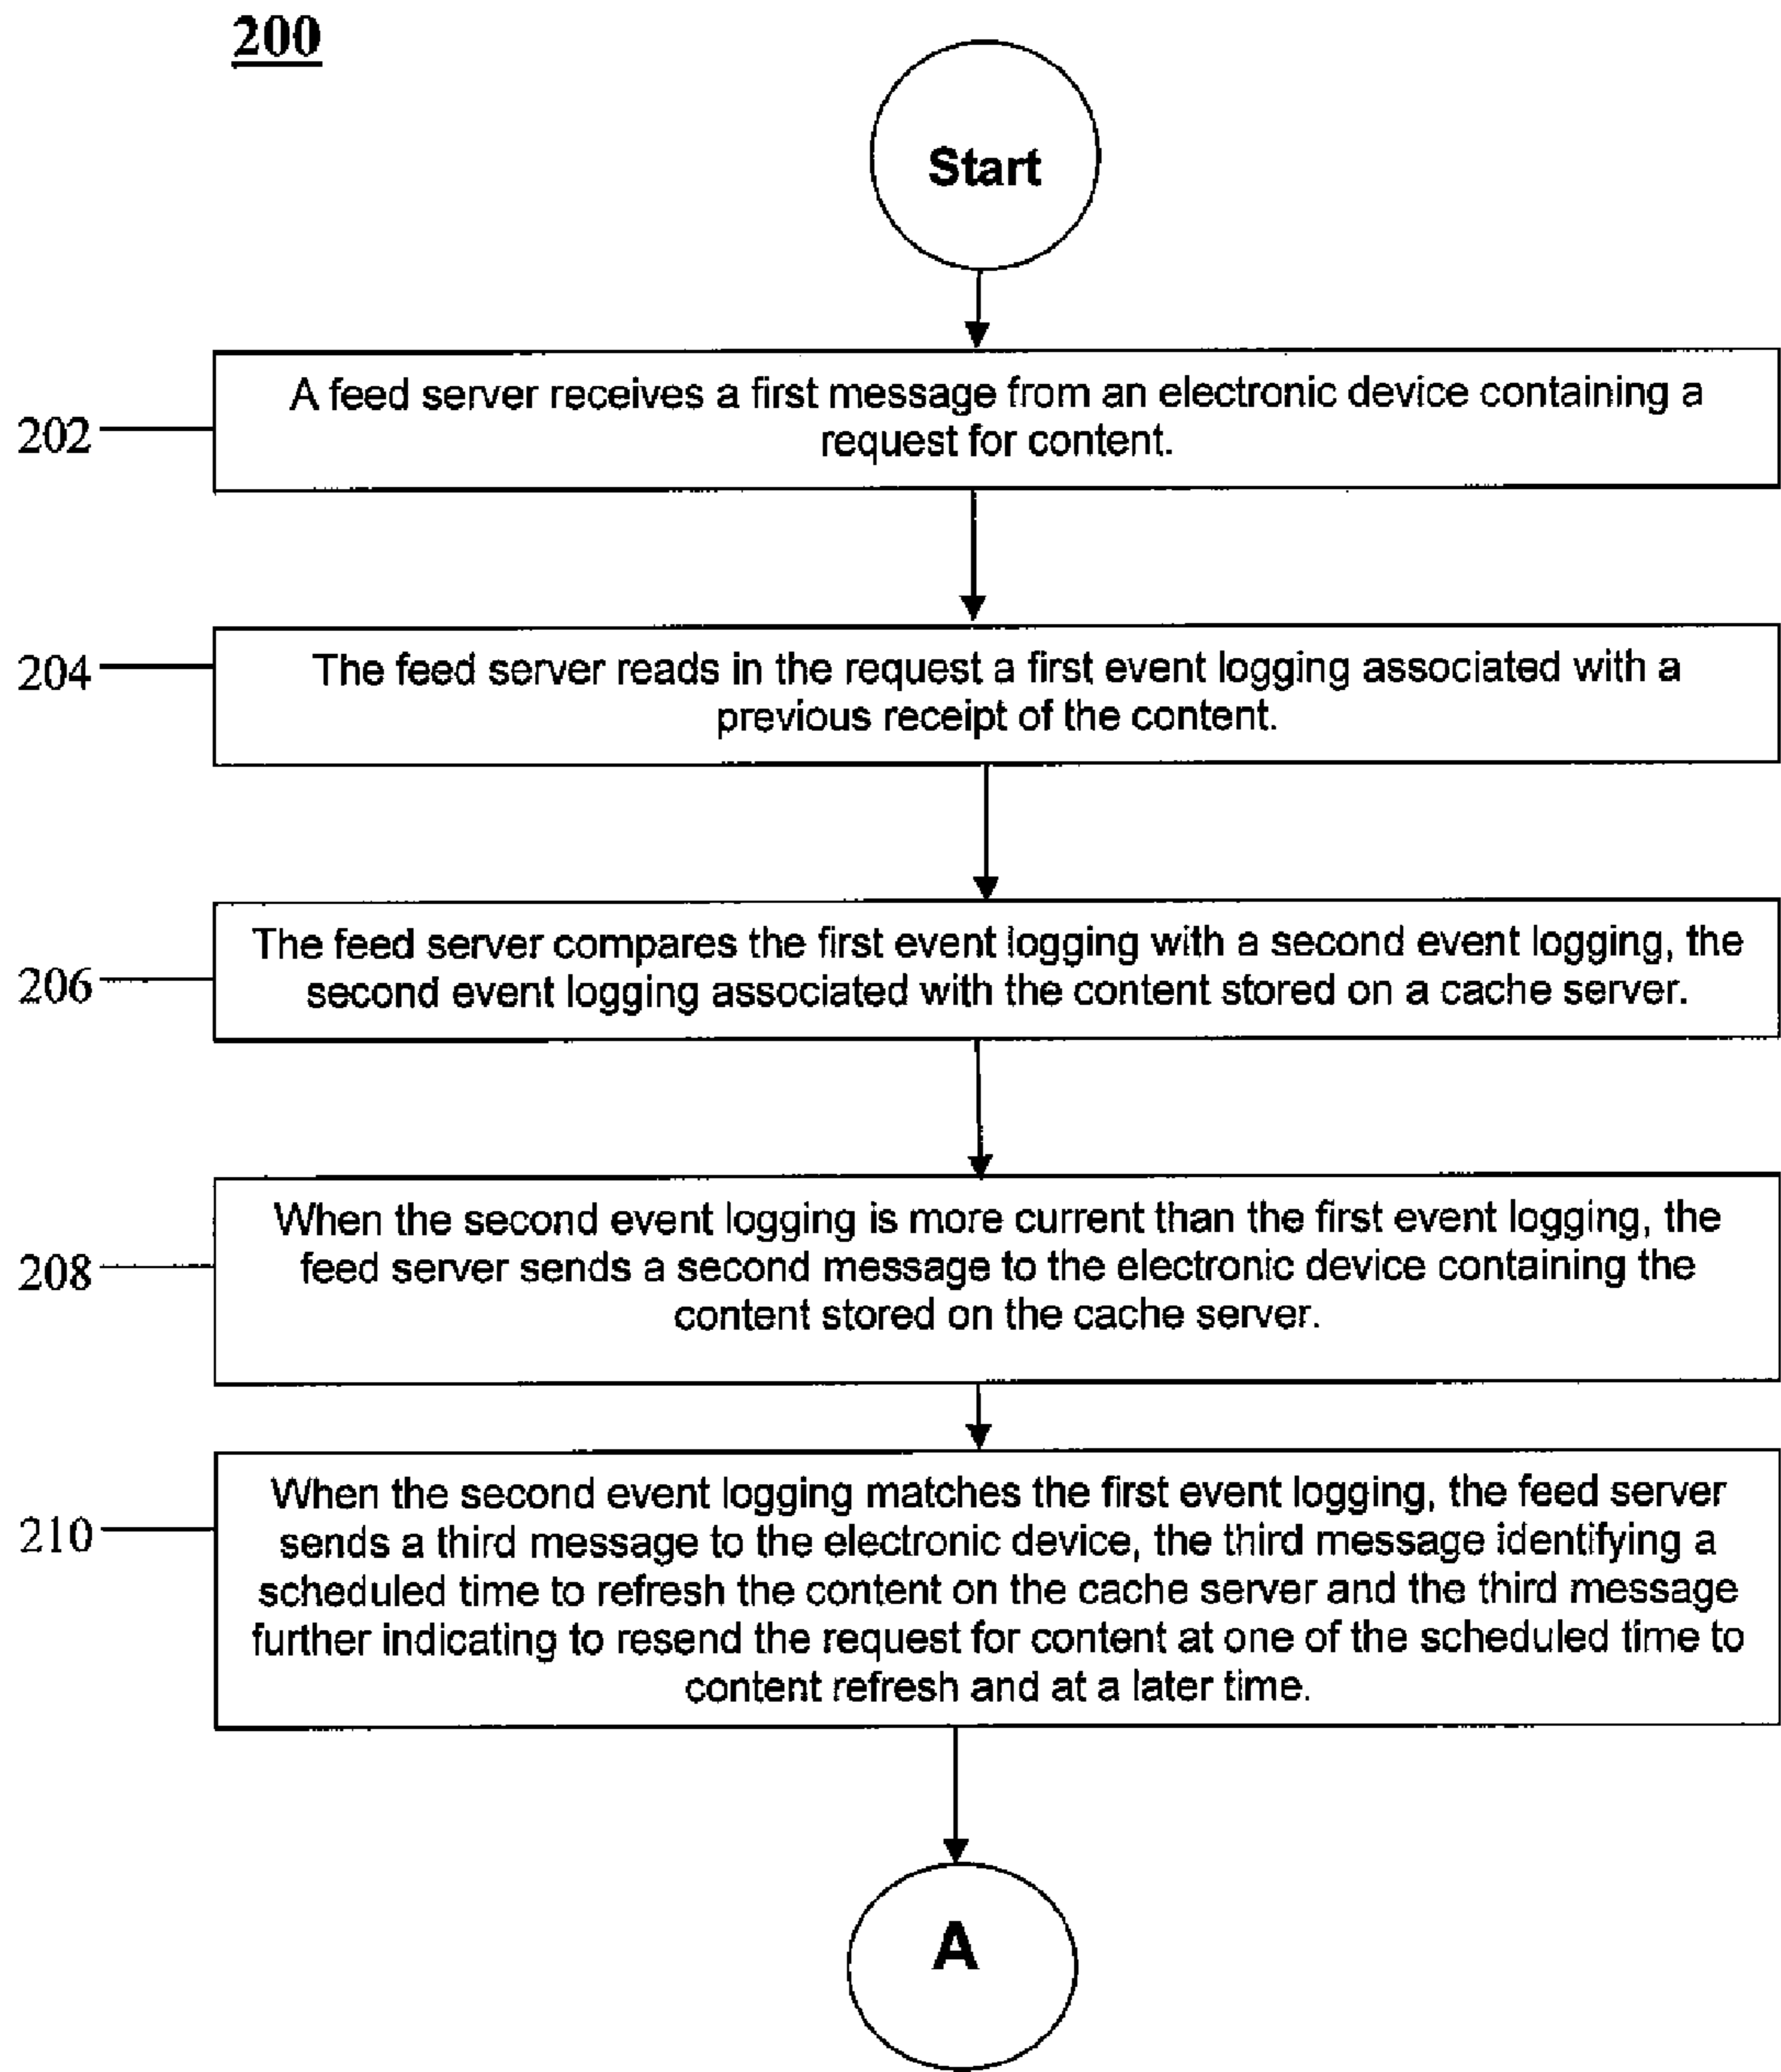 200
Start
202
A feed server receives a first message from an electronic device containing a
request for content.
204
The feed server reads in the request a first event logging associated with a
previous receipt of the content.
206
The feed server compares the first event logging with a second event logging, the
second event logging associated with the content stored on a cache server.
208
When the second event logging is more current than the first event logging, the
feed server sends a second message to the electronic device containing the
content stored on the cache server.
210
When the second event logging matches the first event logging, the feed server
sends a third message to the electronic device, the third message identifying a
scheduled time to refresh the content on the cache server and the third message
further indicating to resend the request for content at one of the scheduled time to
content refresh and at a later time.
A